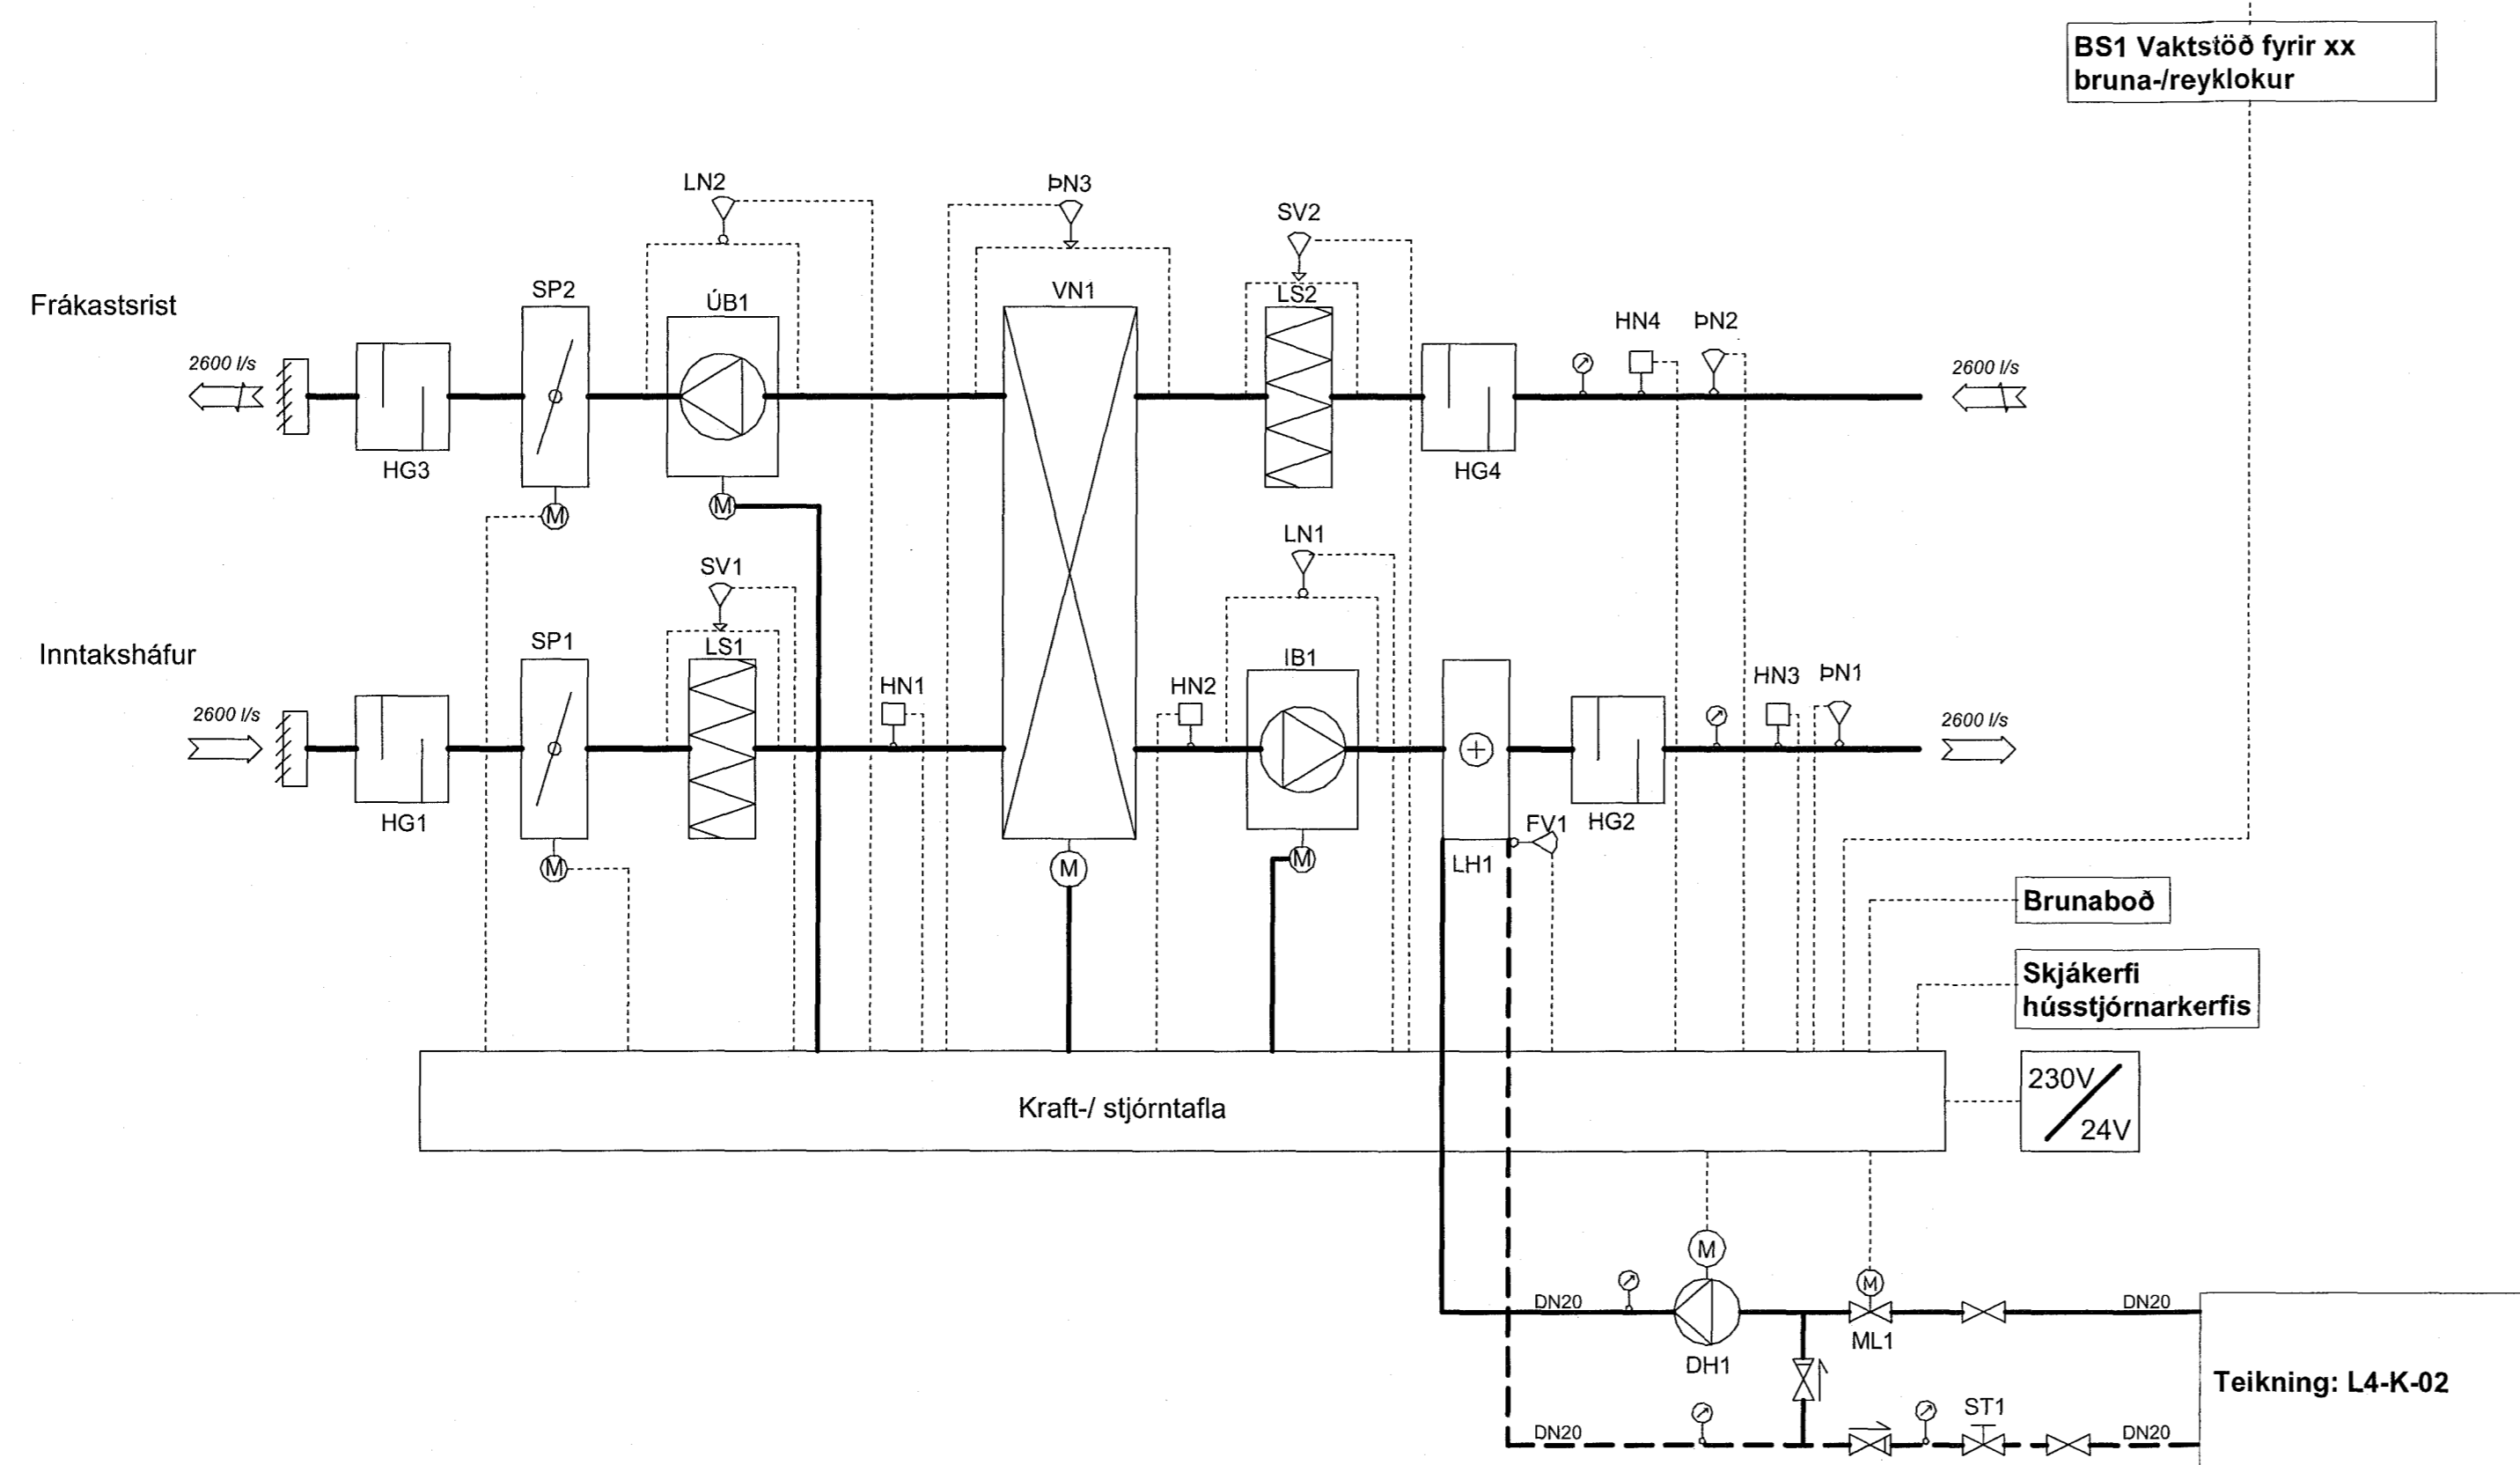 BS1 Vaktstöð fyrir xx
bruna-/reyklokur
LN2
ÞN3
SV2
Frákastsrist
SP2
ÚB1
VN1
LS2
HN4
ÞN2
2600 l/s
2600 l/s
HG3
HG4
M
M
LN1
SV1
Inntaksháfur
SP1
LS1
HN1
HN2
IB1
HN3
ÞN1
2600 l/s
2600 l/s
HG1
HG2
FV1
LH1
M
M
M
Brunaboð
Skjákerfi
hússtjórnarkerfis
Kraft-/ stjórntafla
230V
24V
M
M
DN20
DN20
ML1
DH1
Teikning: L4-K-02
ST1
DN20
DN20